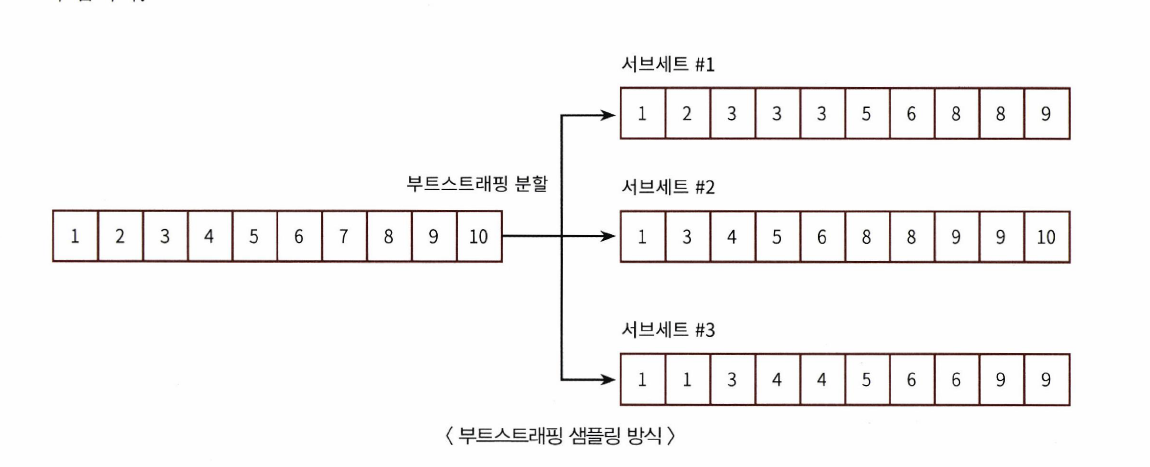 서브세트 #1
1 2 3 3 3 5 6 8 8 9
부트스트래핑 분할
서브세트 #2
1 2 3 4 5 6 7 8 9 10
1 3 4 5 6 8 8 9 9 10
서브세트 #3
1 1 3 4 4 5 6 6 9 9
〈 부트스트래핑 샘플링 방식 〉